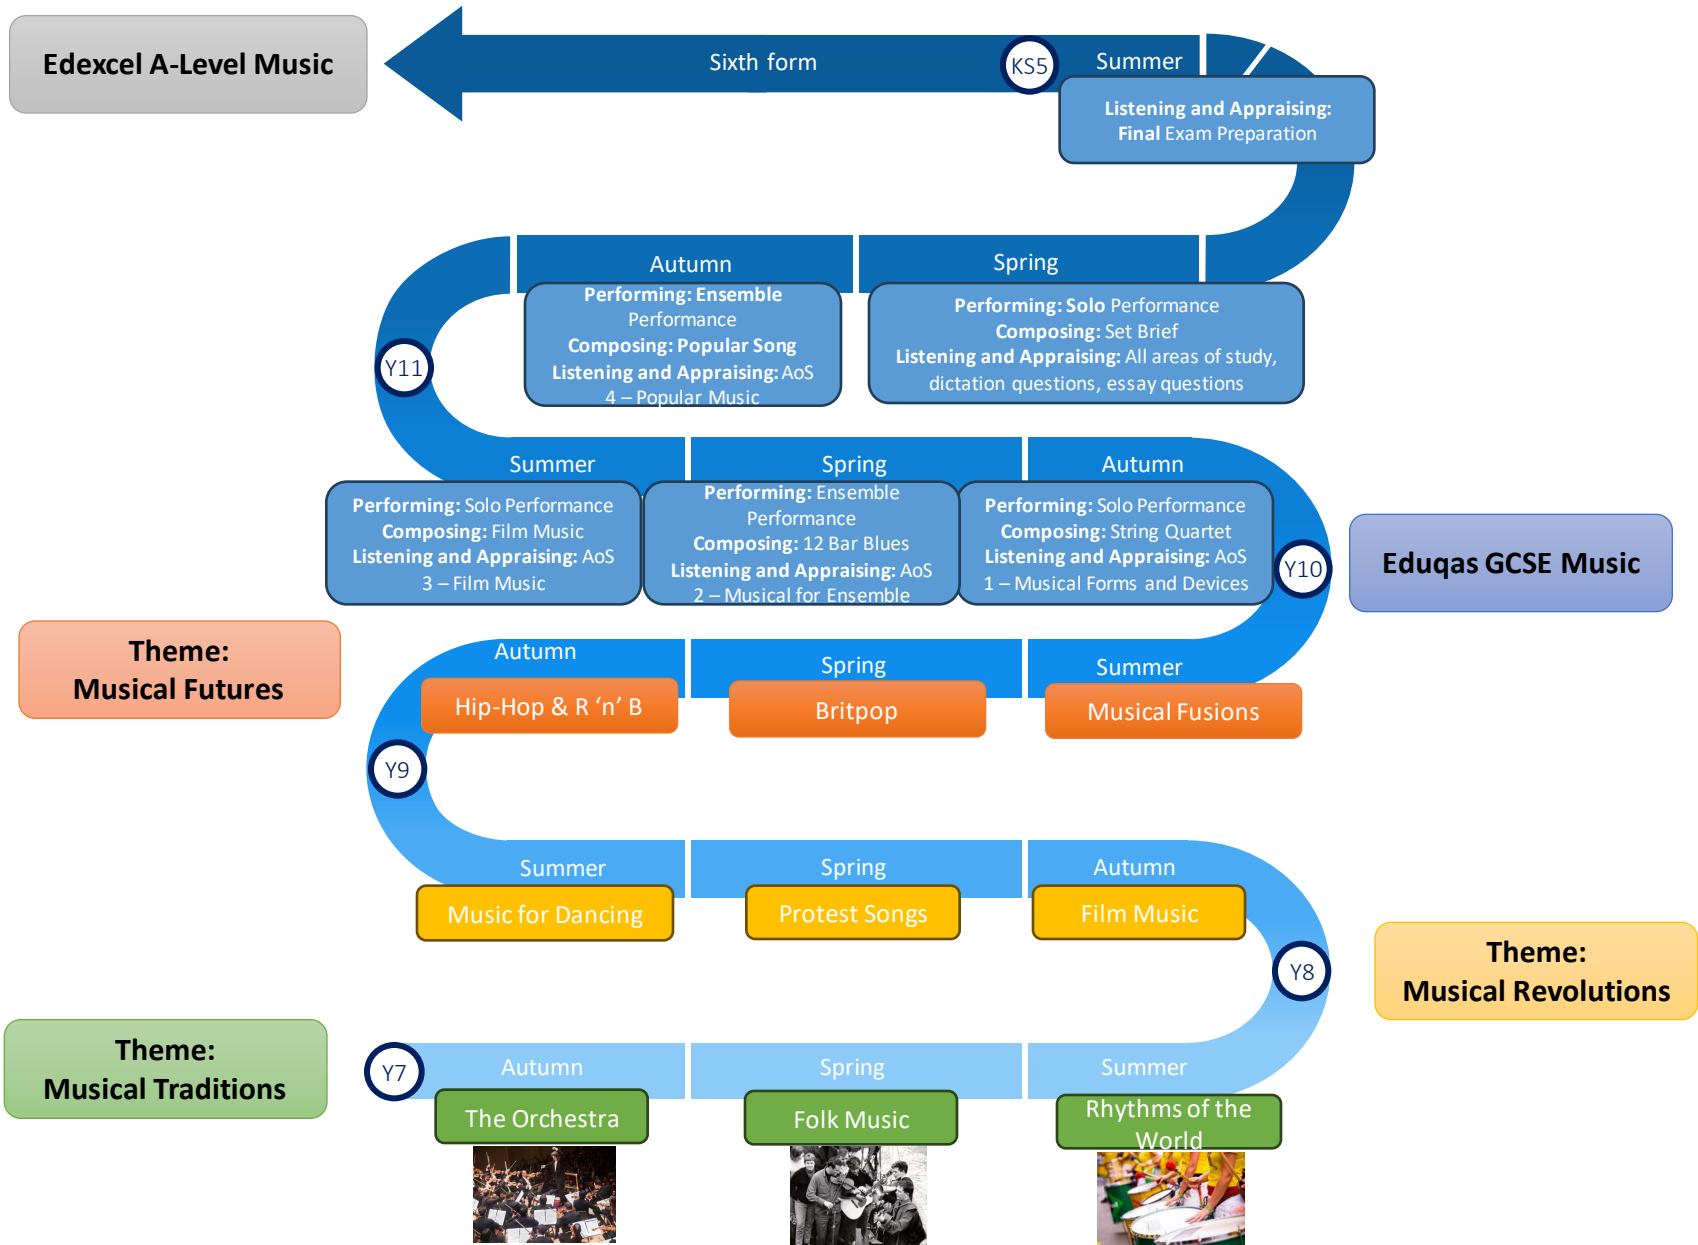 Edexcel A-Level Music
Sixth form
KS5
Summer
Listening and Appraising:
Final Exam Preparation
Autumn
Spring
Performing: Ensemble
Performance
Composing: Popular Song
Listening and Appraising: AoS
4 – Popular Music
Performing: Solo Performance
Composing: Set Brief
Listening and Appraising: All areas of study,
dictation questions, essay questions
Y11
Summer
Spring
Autumn
Performing: Solo Performance
Composing: Film Music
Listening and Appraising: AoS
3 – Film Music
Performing: Ensemble
Performance
Composing: 12 Bar Blues
Listening and Appraising: AoS
2 – Musical for Ensemble
Performing: Solo Performance
Composing: String Quartet
Listening and Appraising: AoS
1 – Musical Forms and Devices
Y10
Eduqas GCSE Music
Theme:
Musical Futures
Autumn
Spring
Summer
Hip-Hop & R ‘n’ B
Britpop
Musical Fusions
Y9
Summer
Spring
Autumn
Music for Dancing
Protest Songs
Film Music
Y8
Theme:
Musical Revolutions
Theme:
Musical Traditions
Y7
Autumn
Spring
Summer
The Orchestra
Folk Music
Rhythms of the
World